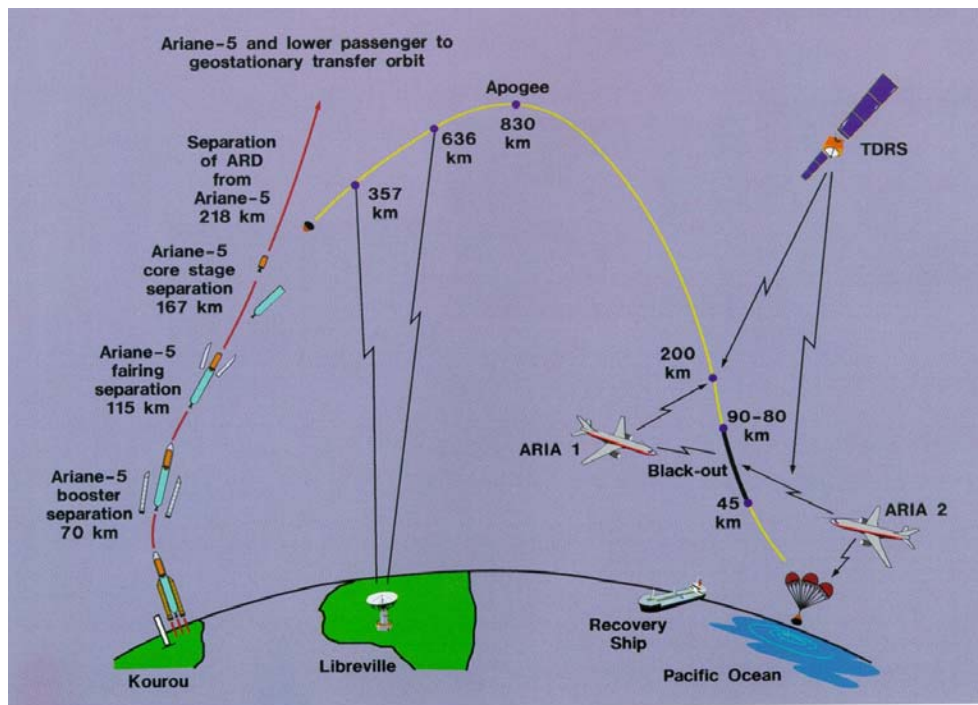 Ariane-5 and lower passenger to
geostationary transfer orbit
Separation
of ARD
from
Ariane-5
218 km
Ariane-5
core stage
separation
167 km
Ariane-5
fairing
separation
115 km
Ariane-5
booster
separation
70 km
Kourou
357
km
636
km
Apogee
830
km
Libreville
TDRS
200
km
90-80
km
ARIA 1
Black-out
45
km
ARIA 2
Recovery
Ship
Pacific Ocean